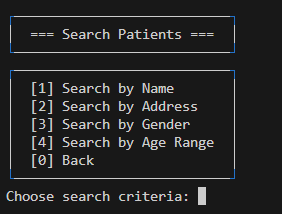 === Search Patients ===
[1] Search by Name
[2] Search by Address
[3] Search by Gender
[4] Search by Age Range
[0] Back
Choose search criteria: